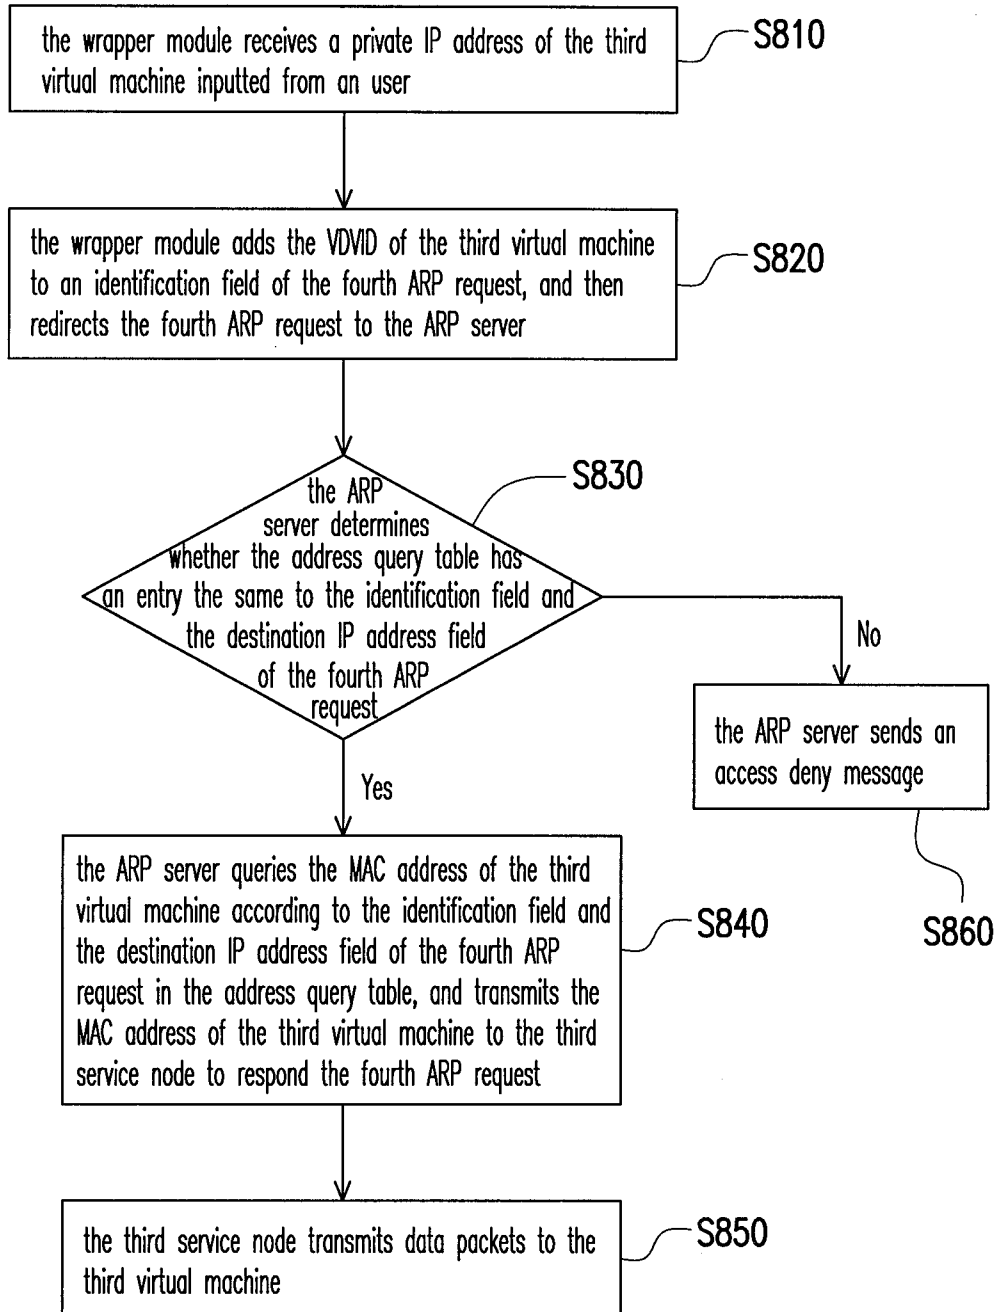 the wrapper module receives a private IP address of the third
virtual machine inputted from an user
S810
the wrapper module adds the VDVID of the third virtual machine
to an identification field of the fourth ARP request, and then
redirects the fourth ARP request to the ARP server
S820
the ARP
server determines
whether the address query table has
an entry the same to the identification field and
the destination IP address field
of the fourth ARP
request
S830
No
Yes
the ARP server sends an
access deny message
S860
the ARP server queries the MAC address of the third
virtual machine according to the identification field and
the destination IP address field of the fourth ARP
request in the address query table, and transmits the
MAC address of the third virtual machine to the third
service node to respond the fourth ARP request
S840
the third service node transmits data packets to the
third virtual machine
S850